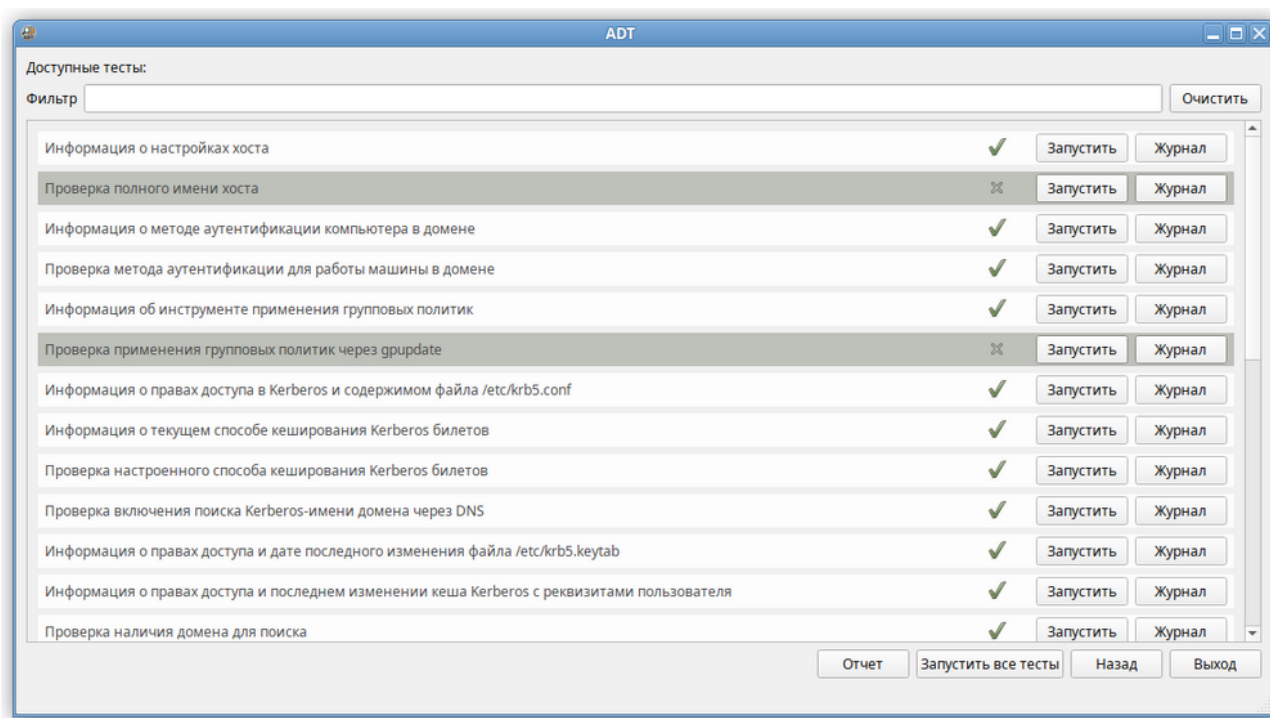 ADT
Доступные тесты:
Фильтр Очистить
Информация о настройках хоста Запустить Журнал
Проверка полного имени хоста Запустить Журнал
Информация о методе аутентификации компьютера в домене Запустить Журнал
Проверка метода аутентификации для работы машины в домене Запустить Журнал
Информация об инструменте применения групповых политик Запустить Журнал
Проверка применения групповых политик через gpupdate Запустить Журнал
Информация о правах доступа в Kerberos и содержимом файла /etc/krb5.conf Запустить Журнал
Информация о текущем способе кеширования Kerberos билетов Запустить Журнал
Проверка настроенного способа кеширования Kerberos билетов Запустить Журнал
Проверка включения поиска Kerberos-имени домена через DNS Запустить Журнал
Информация о правах доступа и дате последнего изменения файла /etc/krb5.keytab Запустить Журнал
Информация о правах доступа и последнем изменении кеша Kerberos с реквизитами пользователя Запустить Журнал
Проверка наличия домена для поиска Запустить Журнал
Отчет Запустить все тесты Назад Выход